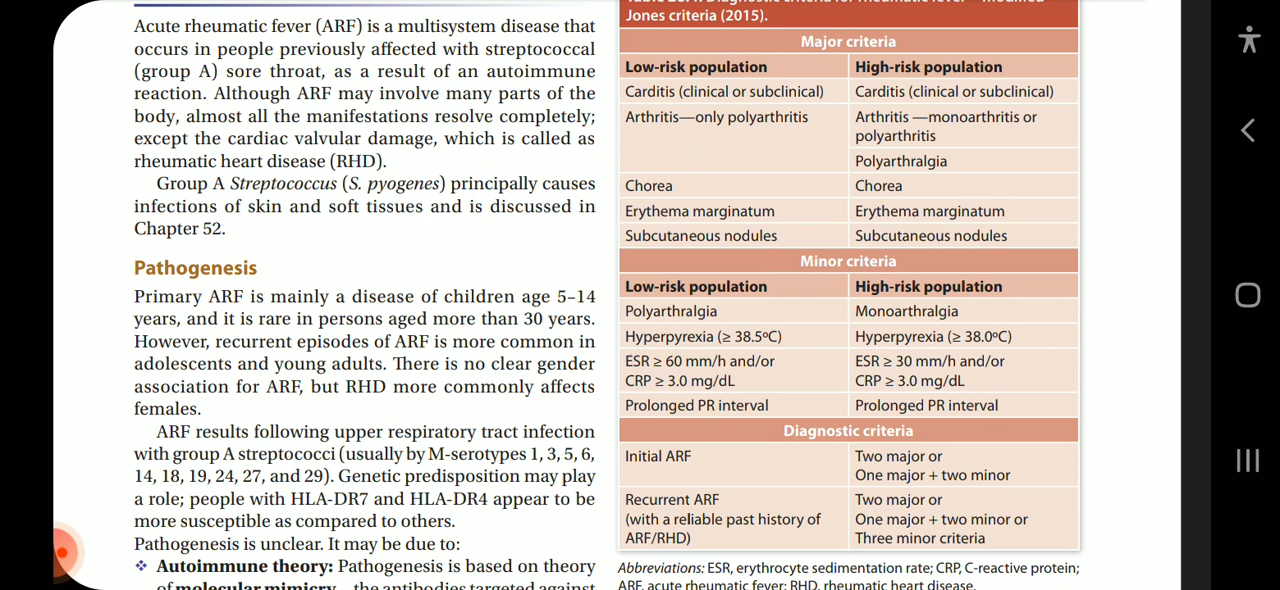 Acute rheumatic fever (ARF) is a multisystem disease that
occurs in people previously affected with streptococcal
(group A) sore throat, as a result of an autoimmune
reaction. Although ARF may involve many parts of the
body, almost all the manifestations resolve completely;
except the cardiac valvular damage, which is called as
rheumatic heart disease (RHD).
Group A Streptococcus (S. pyogenes) principally causes
infections of skin and soft tissues and is discussed in
Chapter 52.
Pathogenesis
Primary ARF is mainly a disease of children age 5–14
years, and it is rare in persons aged more than 30 years.
However, recurrent episodes of ARF is more common in
adolescents and young adults. There is no clear gender
association for ARF, but RHD more commonly affects
females.
ARF results following upper respiratory tract infection
with group A streptococci (usually by M-serotypes 1, 3, 5, 6,
14, 18, 19, 24, 27, and 29). Genetic predisposition may play
a role; people with HLA-DR7 and HLA-DR4 appear to be
more susceptible as compared to others.
Pathogenesis is unclear. It may be due to:
❖ Autoimmune theory: Pathogenesis is based on theory
of molecular mimicry—the antibodies targeted against
Jones criteria (2015).
Major criteria
Low-risk population High-risk population
Carditis (clinical or subclinical) Carditis (clinical or subclinical)
Arthritis—only polyarthritis Arthritis —monoarthritis or
polyarthritis
Polyarthralgia
Chorea Chorea
Erythema marginatum Erythema marginatum
Subcutaneous nodules Subcutaneous nodules
Minor criteria
Low-risk population High-risk population
Polyarthralgia Monoarthralgia
Hyperpyrexia (≥ 38.5ºC) Hyperpyrexia (≥ 38.0ºC)
ESR ≥ 60 mm/h and/or ESR ≥ 30 mm/h and/or
CRP ≥ 3.0 mg/dL CRP ≥ 3.0 mg/dL
Prolonged PR interval Prolonged PR interval
Diagnostic criteria
Initial ARF Two major or
One major + two minor
Recurrent ARF Two major or
(with a reliable past history of One major + two minor or
ARF/RHD) Three minor criteria
Abbreviations: ESR, erythrocyte sedimentation rate; CRP, C-reactive protein;
ARF, acute rheumatic fever; RHD, rheumatic heart disease.